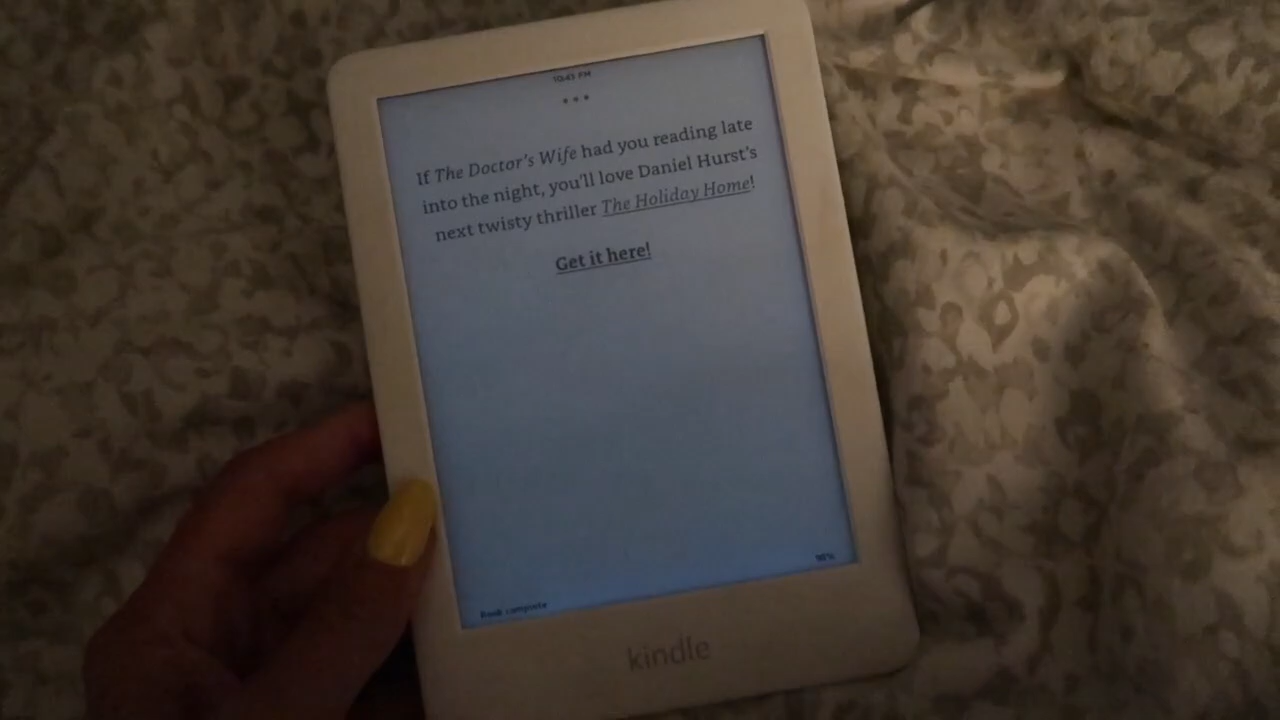 10:43 PM
If The Doctor's Wife had you reading late
into the night, you'll love Daniel Hurst's
next twisty thriller The Holiday Home!
Get it here!
98%
Book complete
kindle